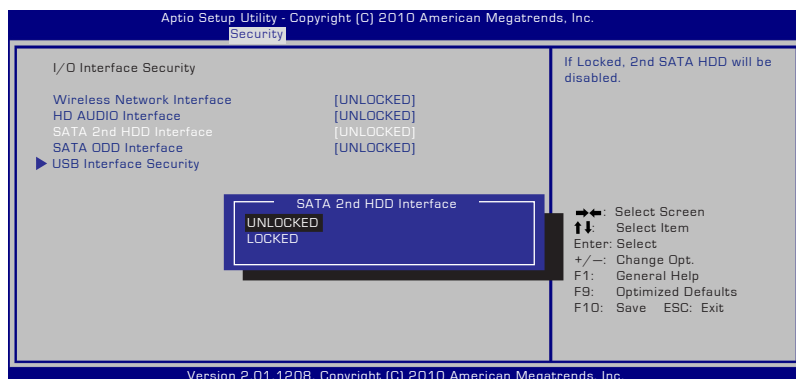 Aptio Setup Utility - Copyright (C) 2010 American Megatrends, Inc.
Security
I/O Interface Security
Wireless Network Interface [UNLOCKED]
HD AUDIO Interface [UNLOCKED]
SATA 2nd HDD Interface [UNLOCKED]
SATA ODD Interface [UNLOCKED]
USB Interface Security
If Locked, 2nd SATA HDD will be
disabled.
SATA 2nd HDD Interface
UNLOCKED
LOCKED
→←: Select Screen
↑↓: Select Item
Enter: Select
+/—: Change Opt.
F1: General Help
F9: Optimized Defaults
F10: Save ESC: Exit
Version 2.01.1208. Copyright (C) 2010 American Megatrends, Inc.